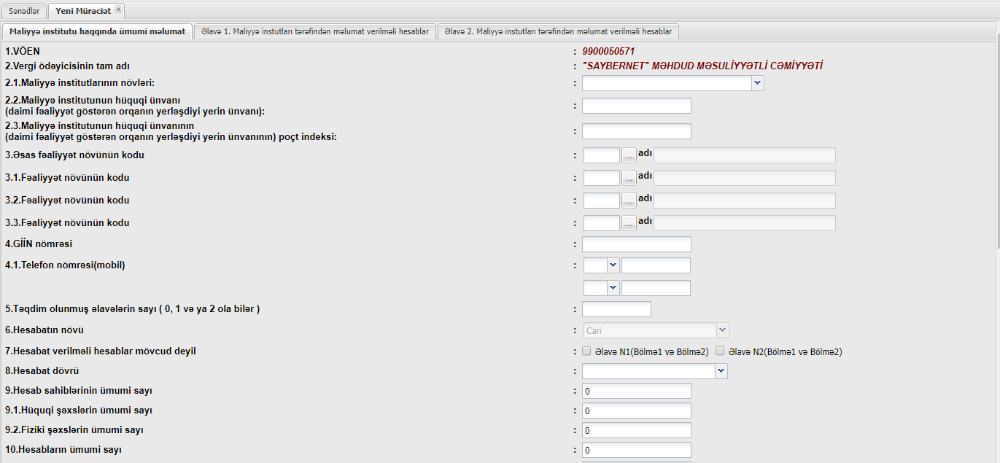 Sənədlər
Yeni Müraciət
Maliyyə institutu haqqında ümumi məlumat
Əlavə 1. Maliyyə instutları tərəfindən məlumat verilməli hesablar
Əlavə 2. Maliyyə instutları tərəfindən məlumat verilməli hesablar
1.VÖEN : 9900050571
2.Vergi ödəyicisinin tam adı : "SAYBERNET" MƏHDUD MƏSULİYYƏTLİ CƏMİYYƏTİ
2.1.Maliyyə institutlarının növləri: :
2.2.Maliyyə institutunun hüquqi ünvanı
(daimi fəaliyyət göstərən orqanın yerləşdiyi yerin ünvanı): :
2.3.Maliyyə institutunun hüquqi ünvanının
(daimi fəaliyyət göstərən orqanın yerləşdiyi yerin ünvanının) poçt indeksi: :
3.Əsas fəaliyyət növünün kodu : ... adı
3.1.Fəaliyyət növünün kodu : ... adı
3.2.Fəaliyyət növünün kodu : ... adı
3.3.Fəaliyyət növünün kodu : ... adı
4.GİİN nömrəsi :
4.1.Telefon nömrəsi(mobil) :
5.Təqdim olunmuş əlavələrin sayı ( 0, 1 və ya 2 ola bilər ) :
6.Hesabatın növü : Cari
7.Hesabat verilməli hesablar mövcud deyil : Əlavə N1(Bölmə1 və Bölmə2) Əlavə N2(Bölmə1 və Bölmə2)
8.Hesabat dövrü :
9.Hesab sahiblərinin ümumi sayı : 0
9.1.Hüquqi şəxslərin ümumi sayı : 0
9.2.Fiziki şəxslərin ümumi sayı : 0
10.Hesabların ümumi sayı : 0